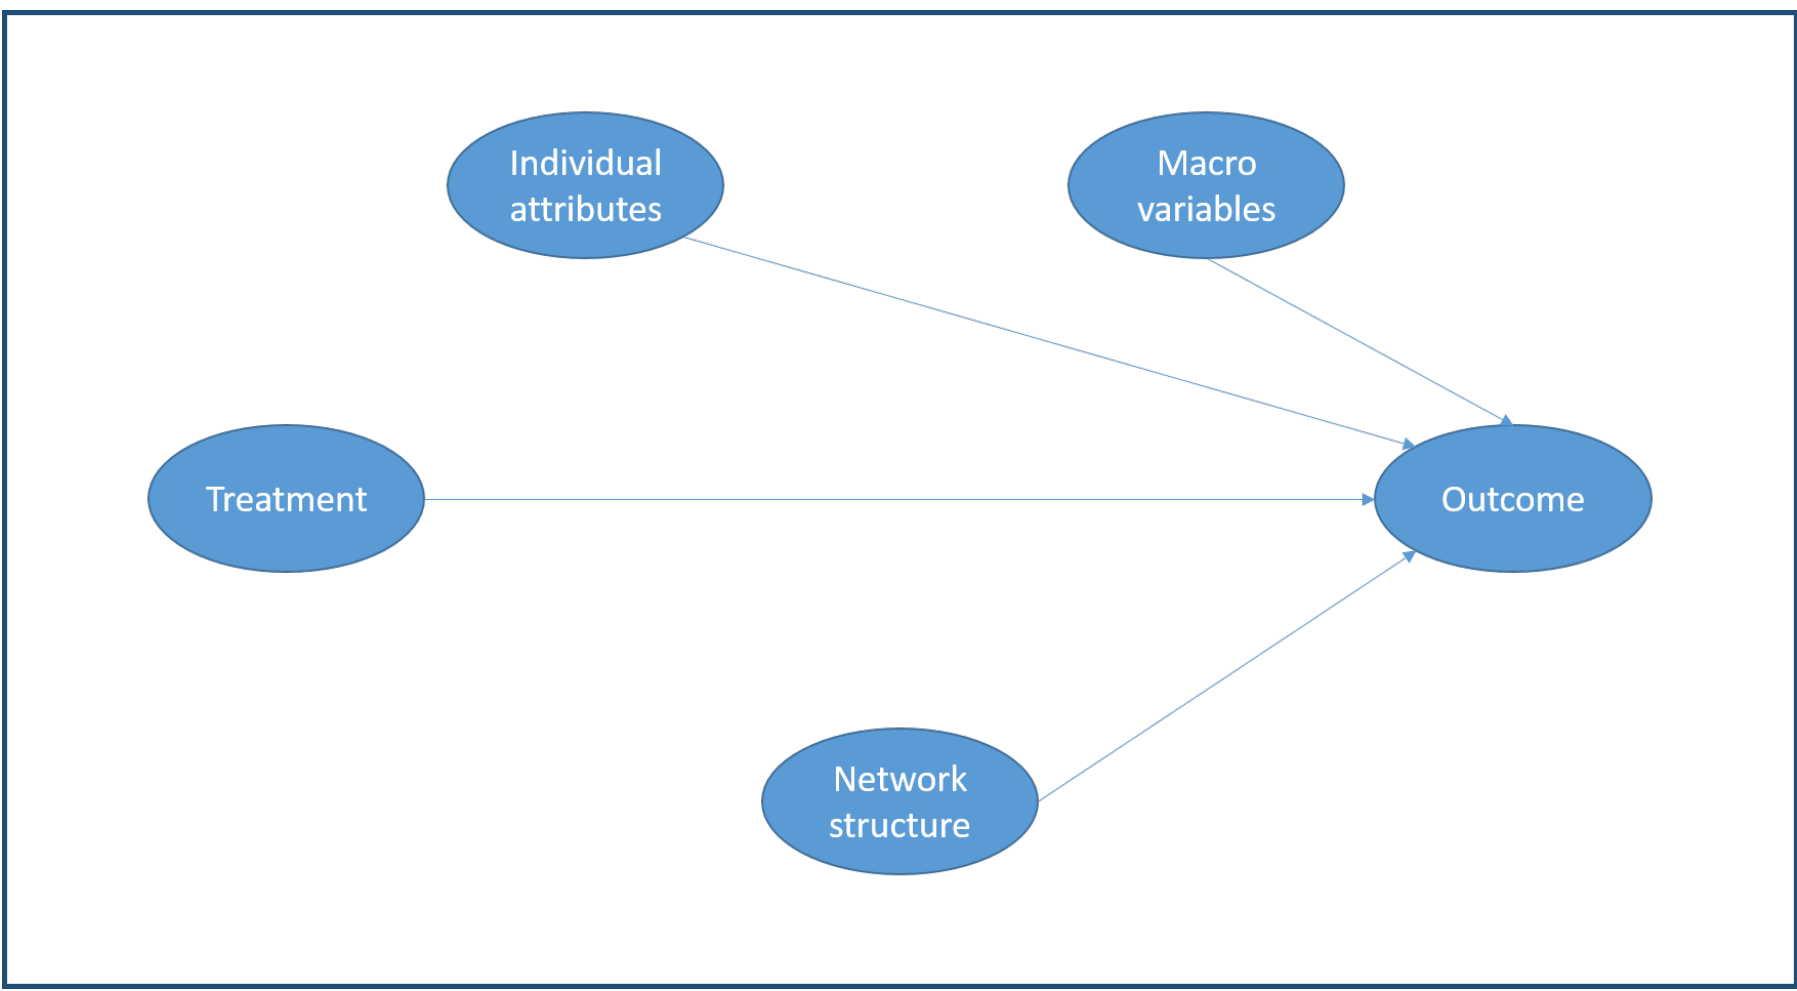 Individual
attributes
Macro
variables
Treatment
Outcome
Network
structure